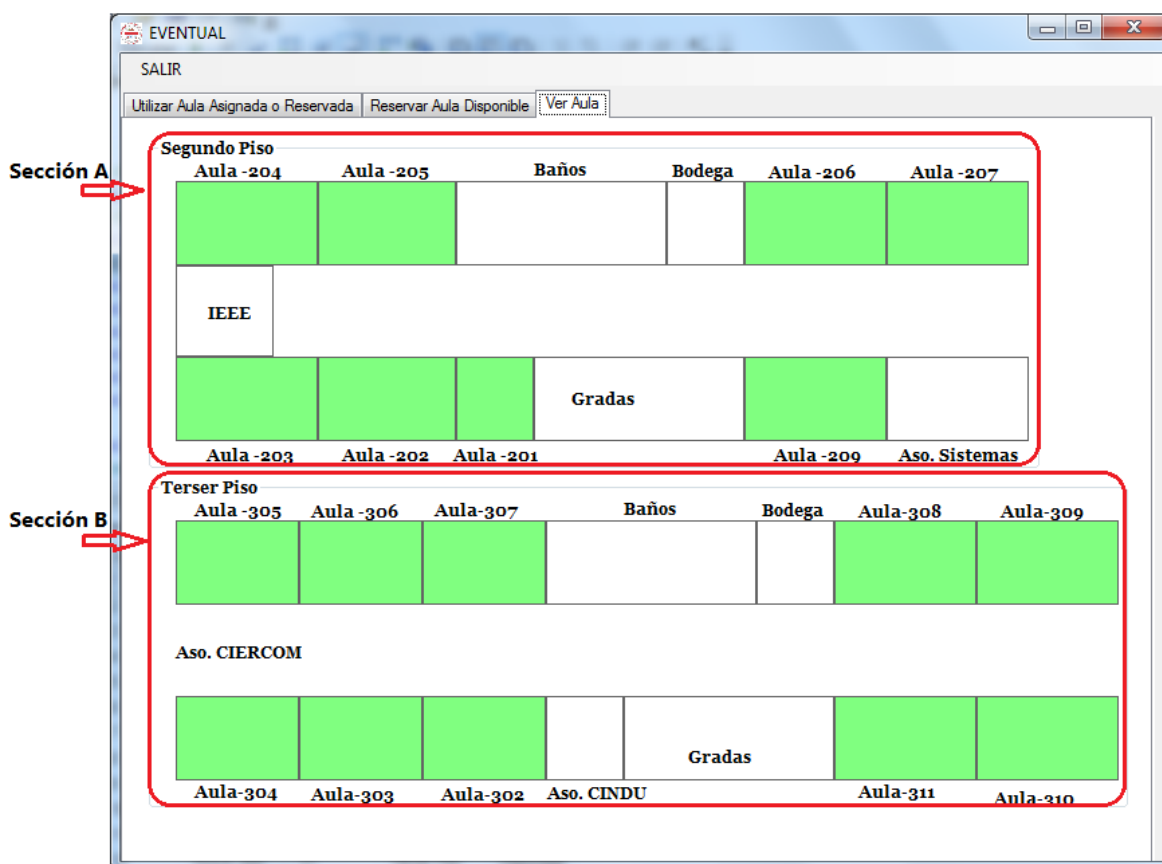 EVENTUAL
SALIR
Utilizar Aula Asignada o Reservada Reservar Aula Disponible Ver Aula
Sección A
Segundo Piso
Aula -204 Aula -205 Baños Bodega Aula -206 Aula -207
IEEE
Gradas
Aula -203 Aula -202 Aula -201 Aula -209 Aso. Sistemas
Sección B
Terser Piso
Aula -305 Aula -306 Aula-307 Baños Bodega Aula-308 Aula-309
Aso. CIERCOM
Gradas
Aula-304 Aula-303 Aula-302 Aso. CINDU Aula-311 Aula-310